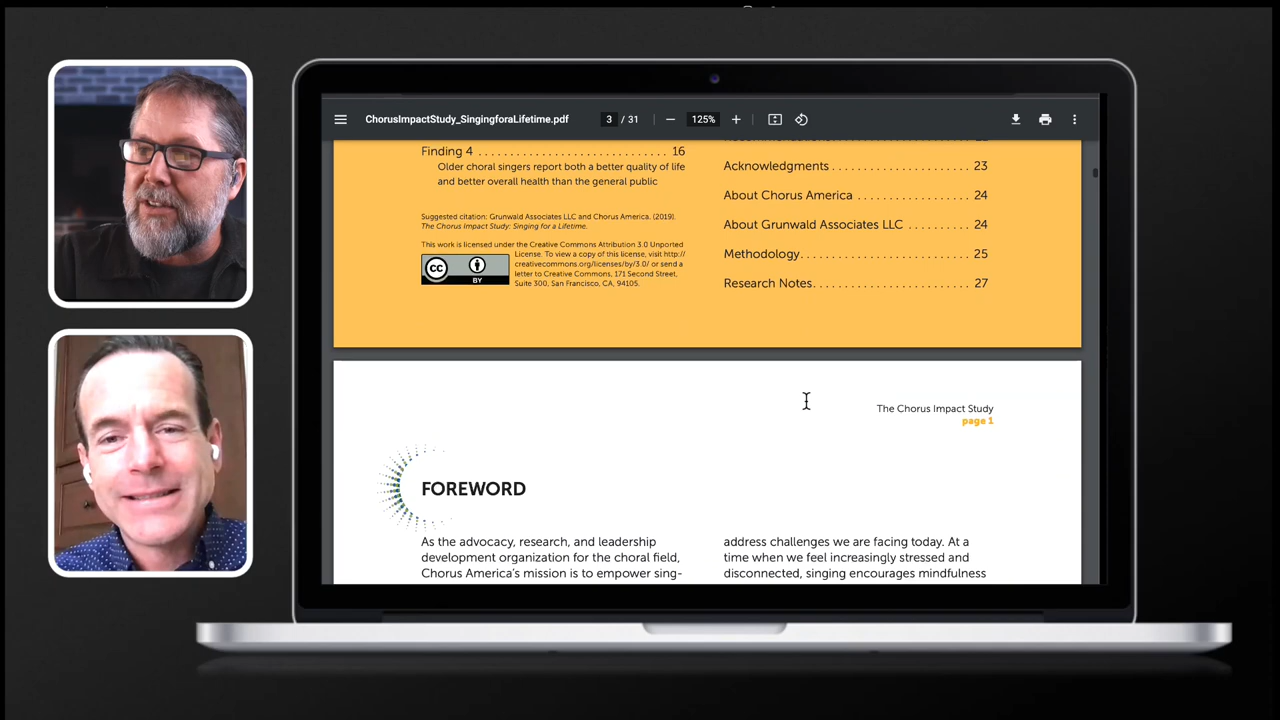 ChorusImpactStudy_SingingforaLifetime.pdf
3 / 31
125%
Finding 4 . . . . . . . . . . . . . . . . . . . . . . . . . . . . . . . 16
Older choral singers report both a better quality of life
and better overall health than the general public
Suggested citation: Grunwald Associates LLC and Chorus America. (2019).
The Chorus Impact Study: Singing for a Lifetime.
This work is licensed under the Creative Commons Attribution 3.0 Unported
License. To view a copy of this license, visit http://
creativecommons.org/licenses/by/3.0/ or send a
letter to Creative Commons, 171 Second Street,
Suite 300, San Francisco, CA, 94105.
CC
BY
Acknowledgments . . . . . . . . . . . . . . . . . . . . . . . 23
About Chorus America . . . . . . . . . . . . . . . . . . . . 24
About Grunwald Associates LLC . . . . . . . . . . 24
Methodology. . . . . . . . . . . . . . . . . . . . . . . . . . . . 25
Research Notes. . . . . . . . . . . . . . . . . . . . . . . . . . 27
The Chorus Impact Study
page 1
FOREWORD
As the advocacy, research, and leadership
development organization for the choral field,
Chorus America's mission is to empower sing-
address challenges we are facing today. At a
time when we feel increasingly stressed and
disconnected, singing encourages mindfulness